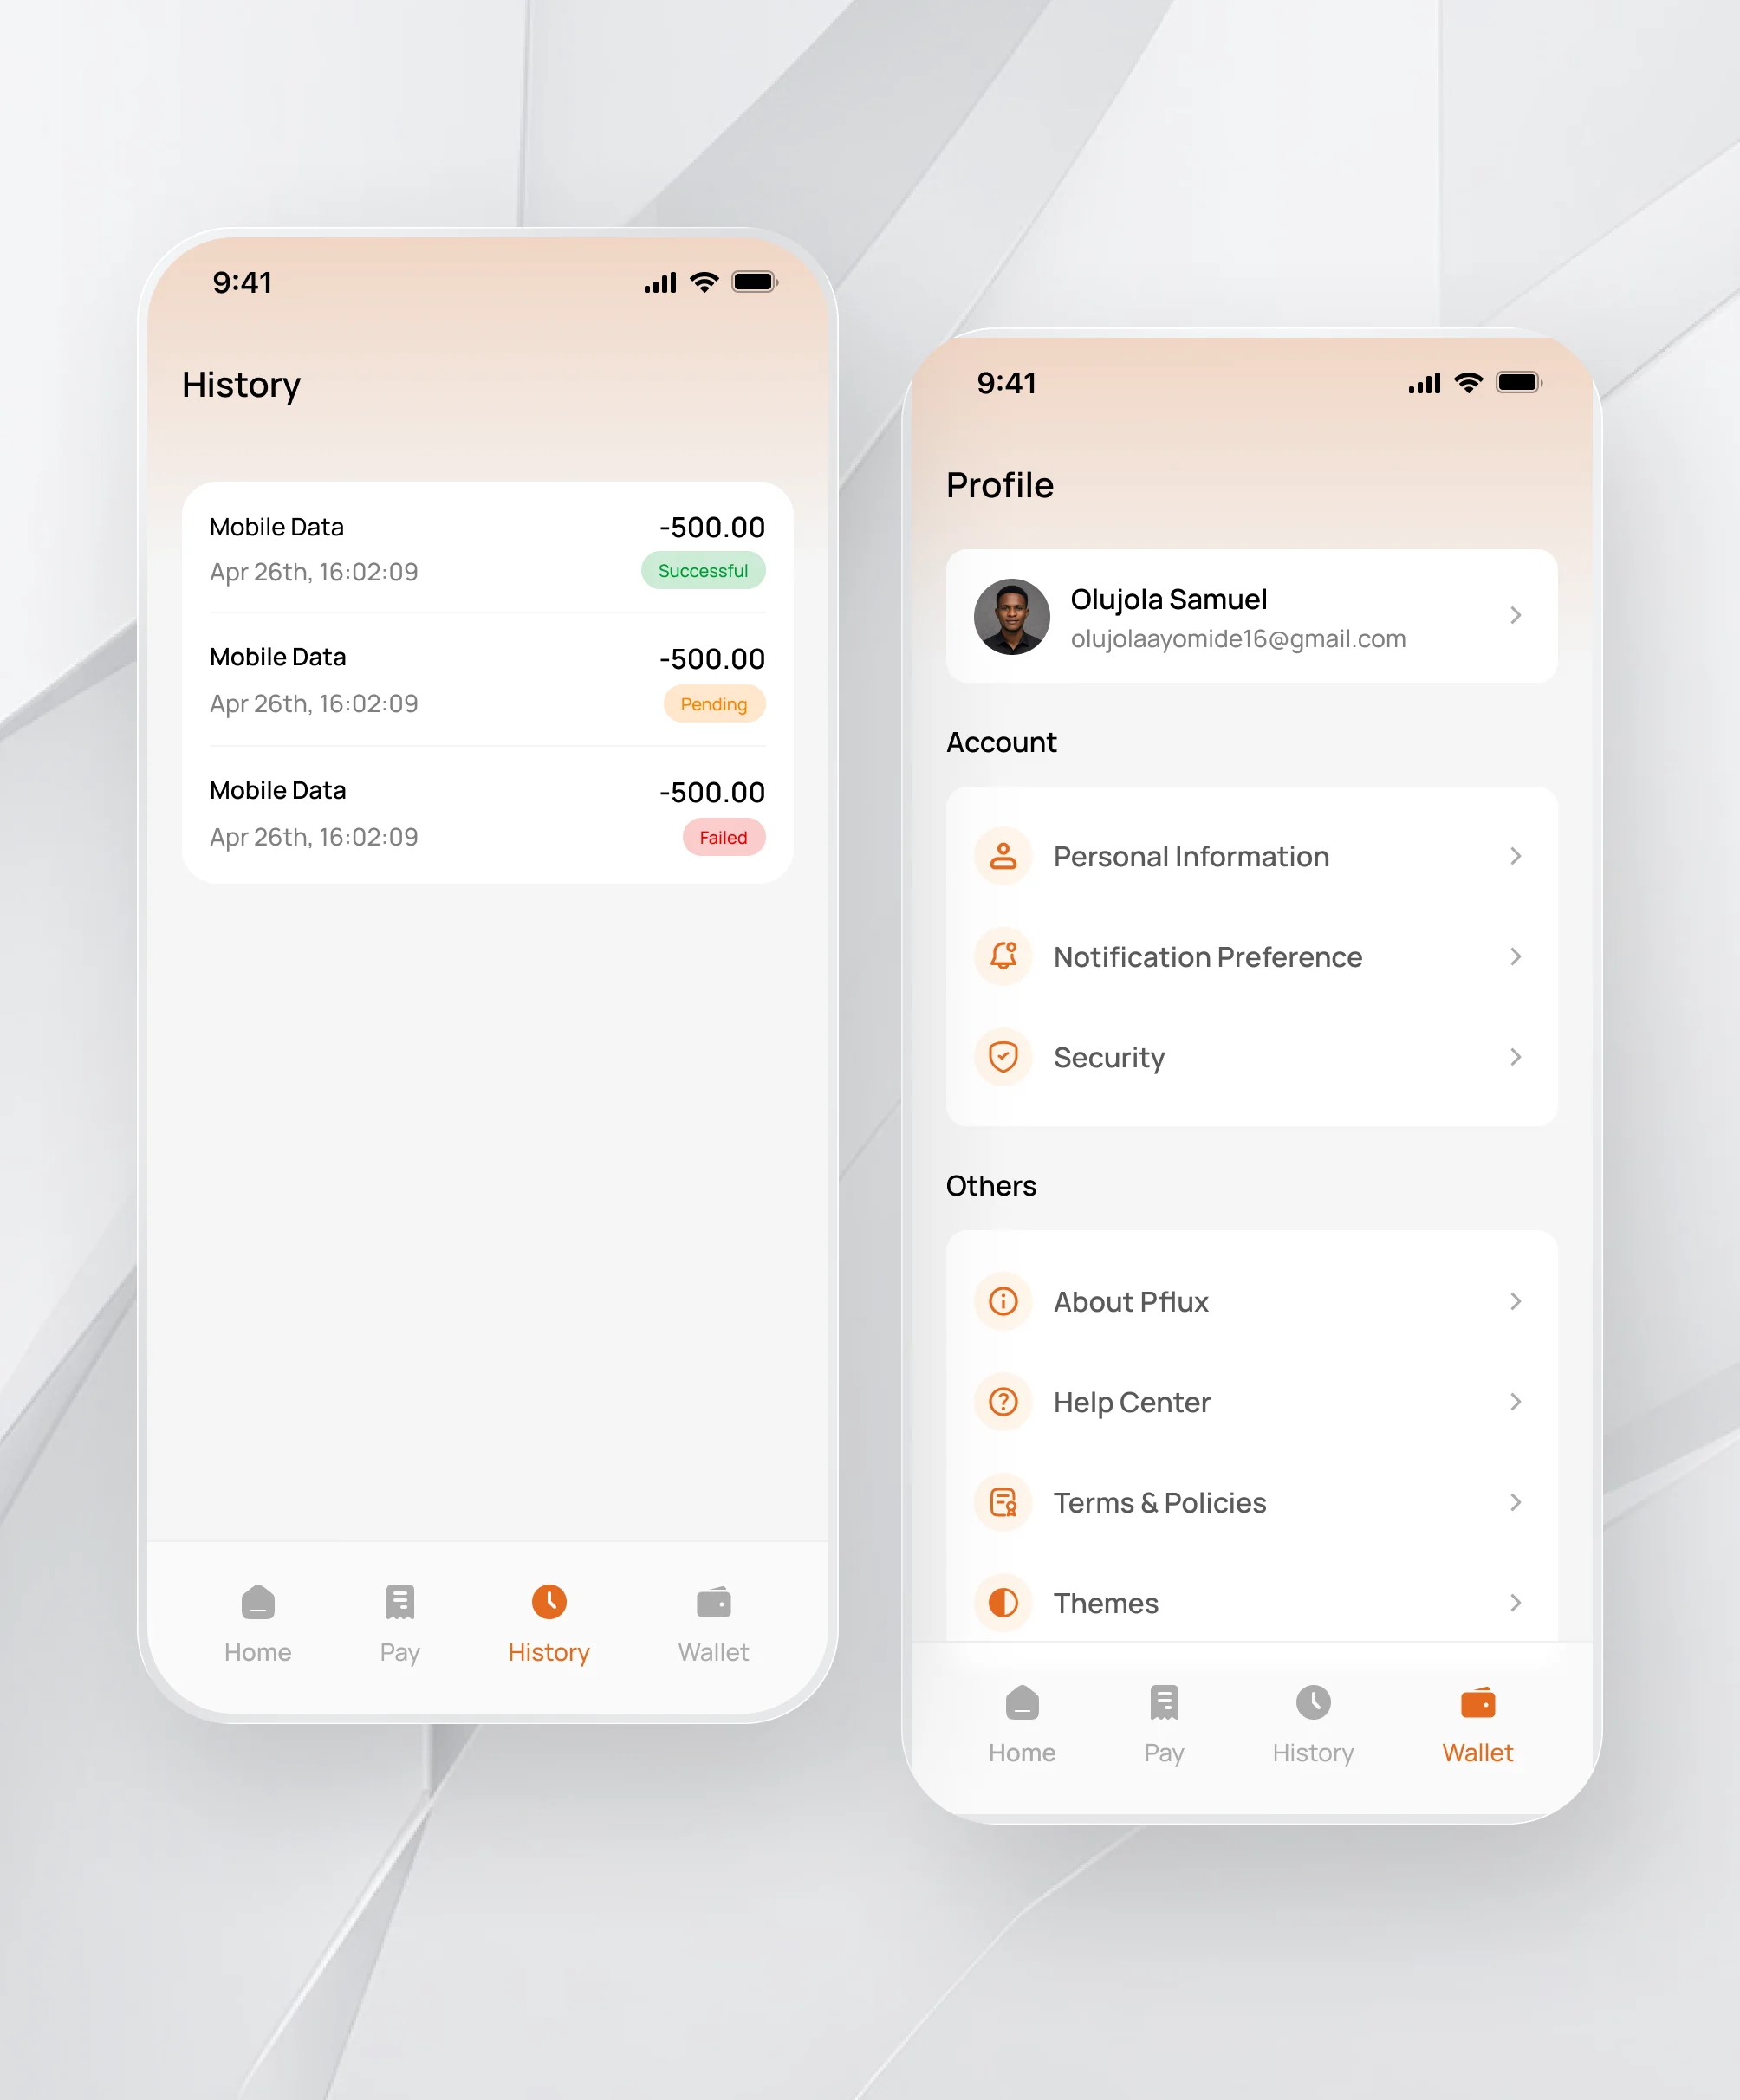 9:41
History
Mobile Data
-500.00
Apr 26th, 16:02:09
Successful
Mobile Data
-500.00
Apr 26th, 16:02:09
Pending
Mobile Data
-500.00
Apr 26th, 16:02:09
Failed
Home
Pay
History
Wallet
9:41
Profile
Olujola Samuel
olujolaayomide16@gmail.com
Account
Personal Information
Notification Preference
Security
Others
About Pflux
Help Center
Terms & Policies
Themes
Home
Pay
History
Wallet